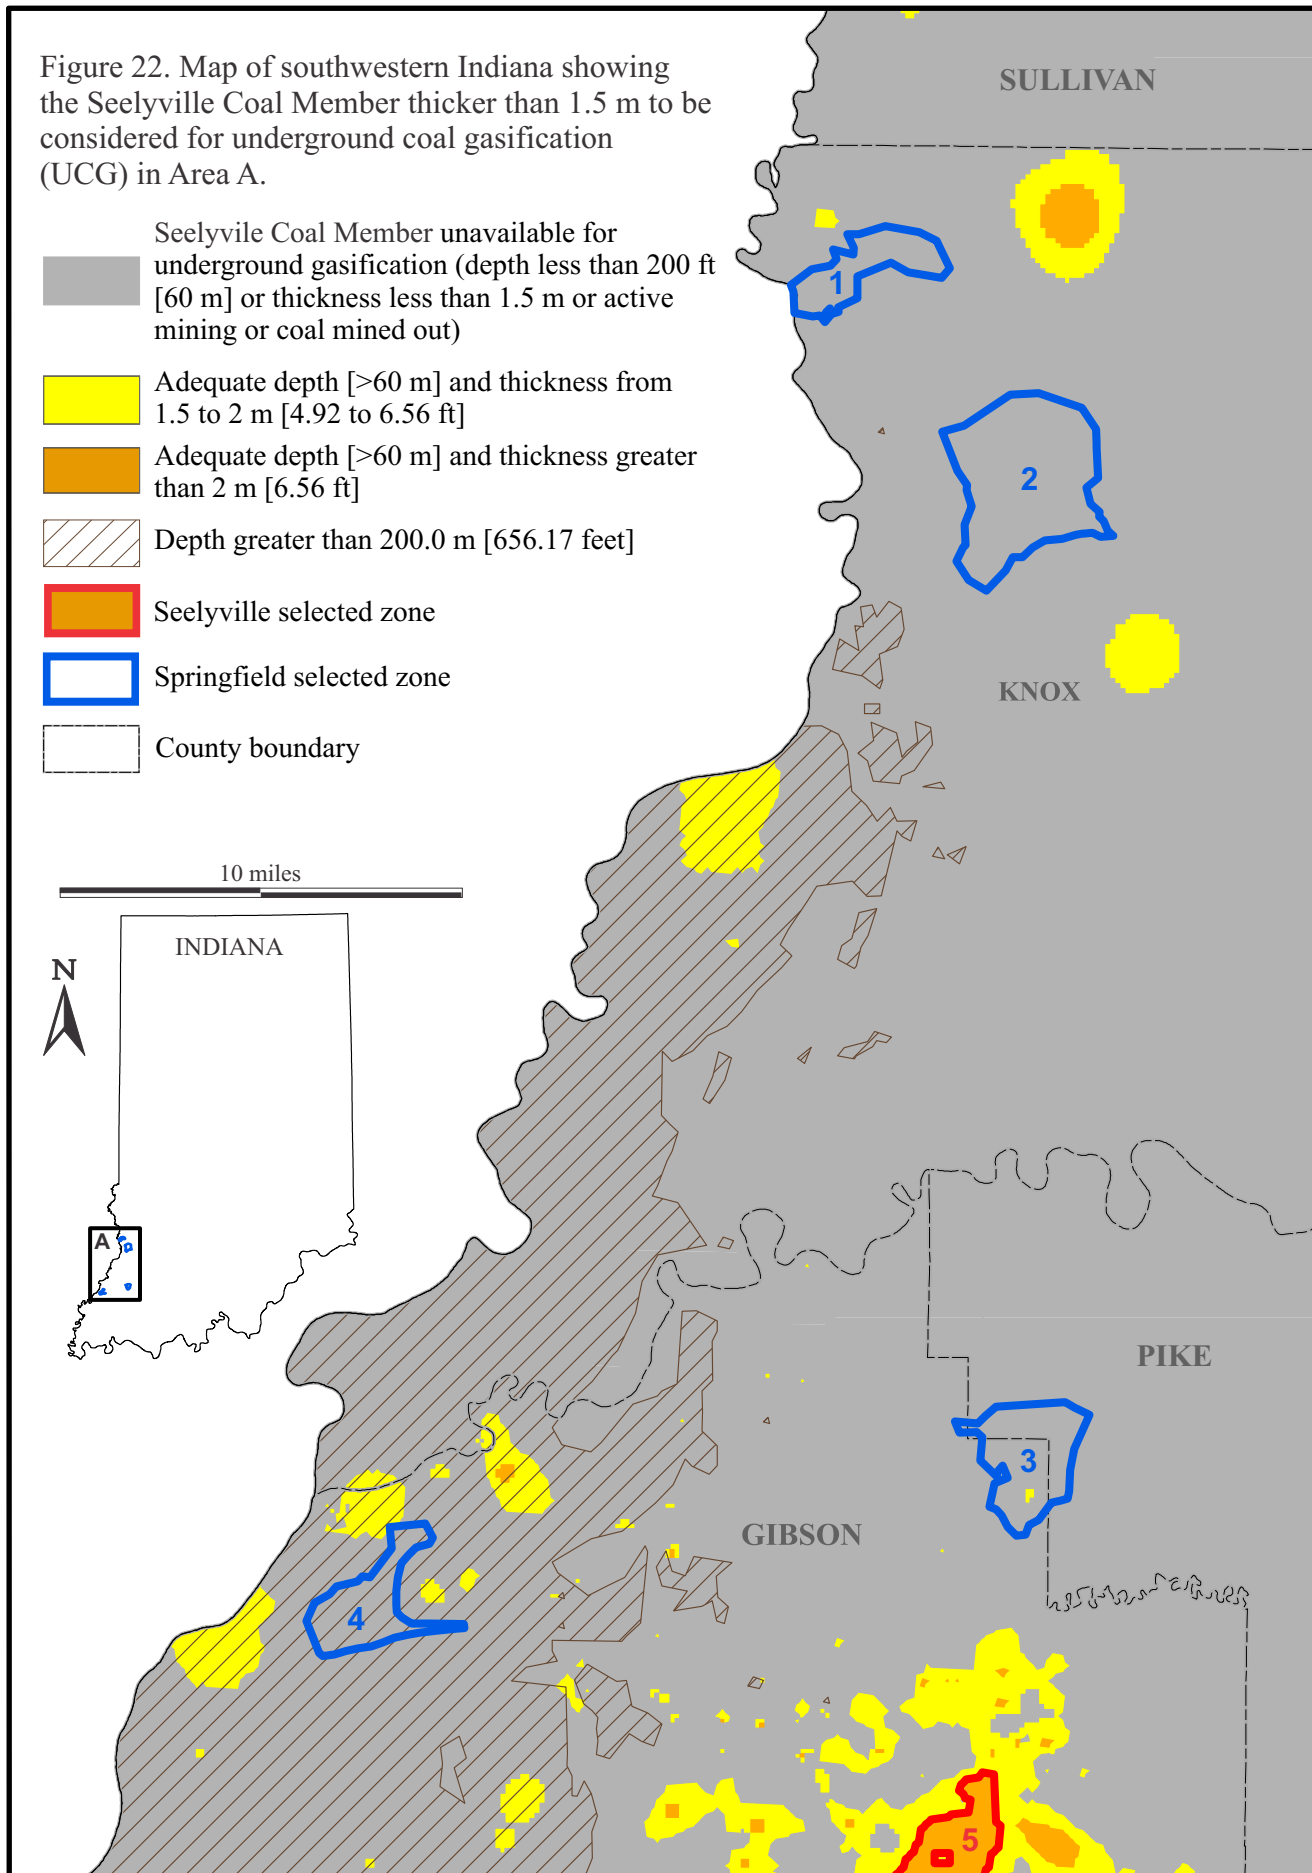 Figure 22. Map of southwestern Indiana showing
the Seelyville Coal Member thicker than 1.5 m to be
considered for underground coal gasification
(UCG) in Area A.
Seelyvile Coal Member unavailable for
underground gasification (depth less than 200 ft
[60 m] or thickness less than 1.5 m or active
mining or coal mined out)
Adequate depth [>60 m] and thickness from
1.5 to 2 m [4.92 to 6.56 ft]
Adequate depth [>60 m] and thickness greater
than 2 m [6.56 ft]
Depth greater than 200.0 m [656.17 feet]
Seelyville selected zone
Springfield selected zone
County boundary
10 miles
INDIANA
N
A
SULLIVAN
1
2
KNOX
PIKE
3
GIBSON
4
5